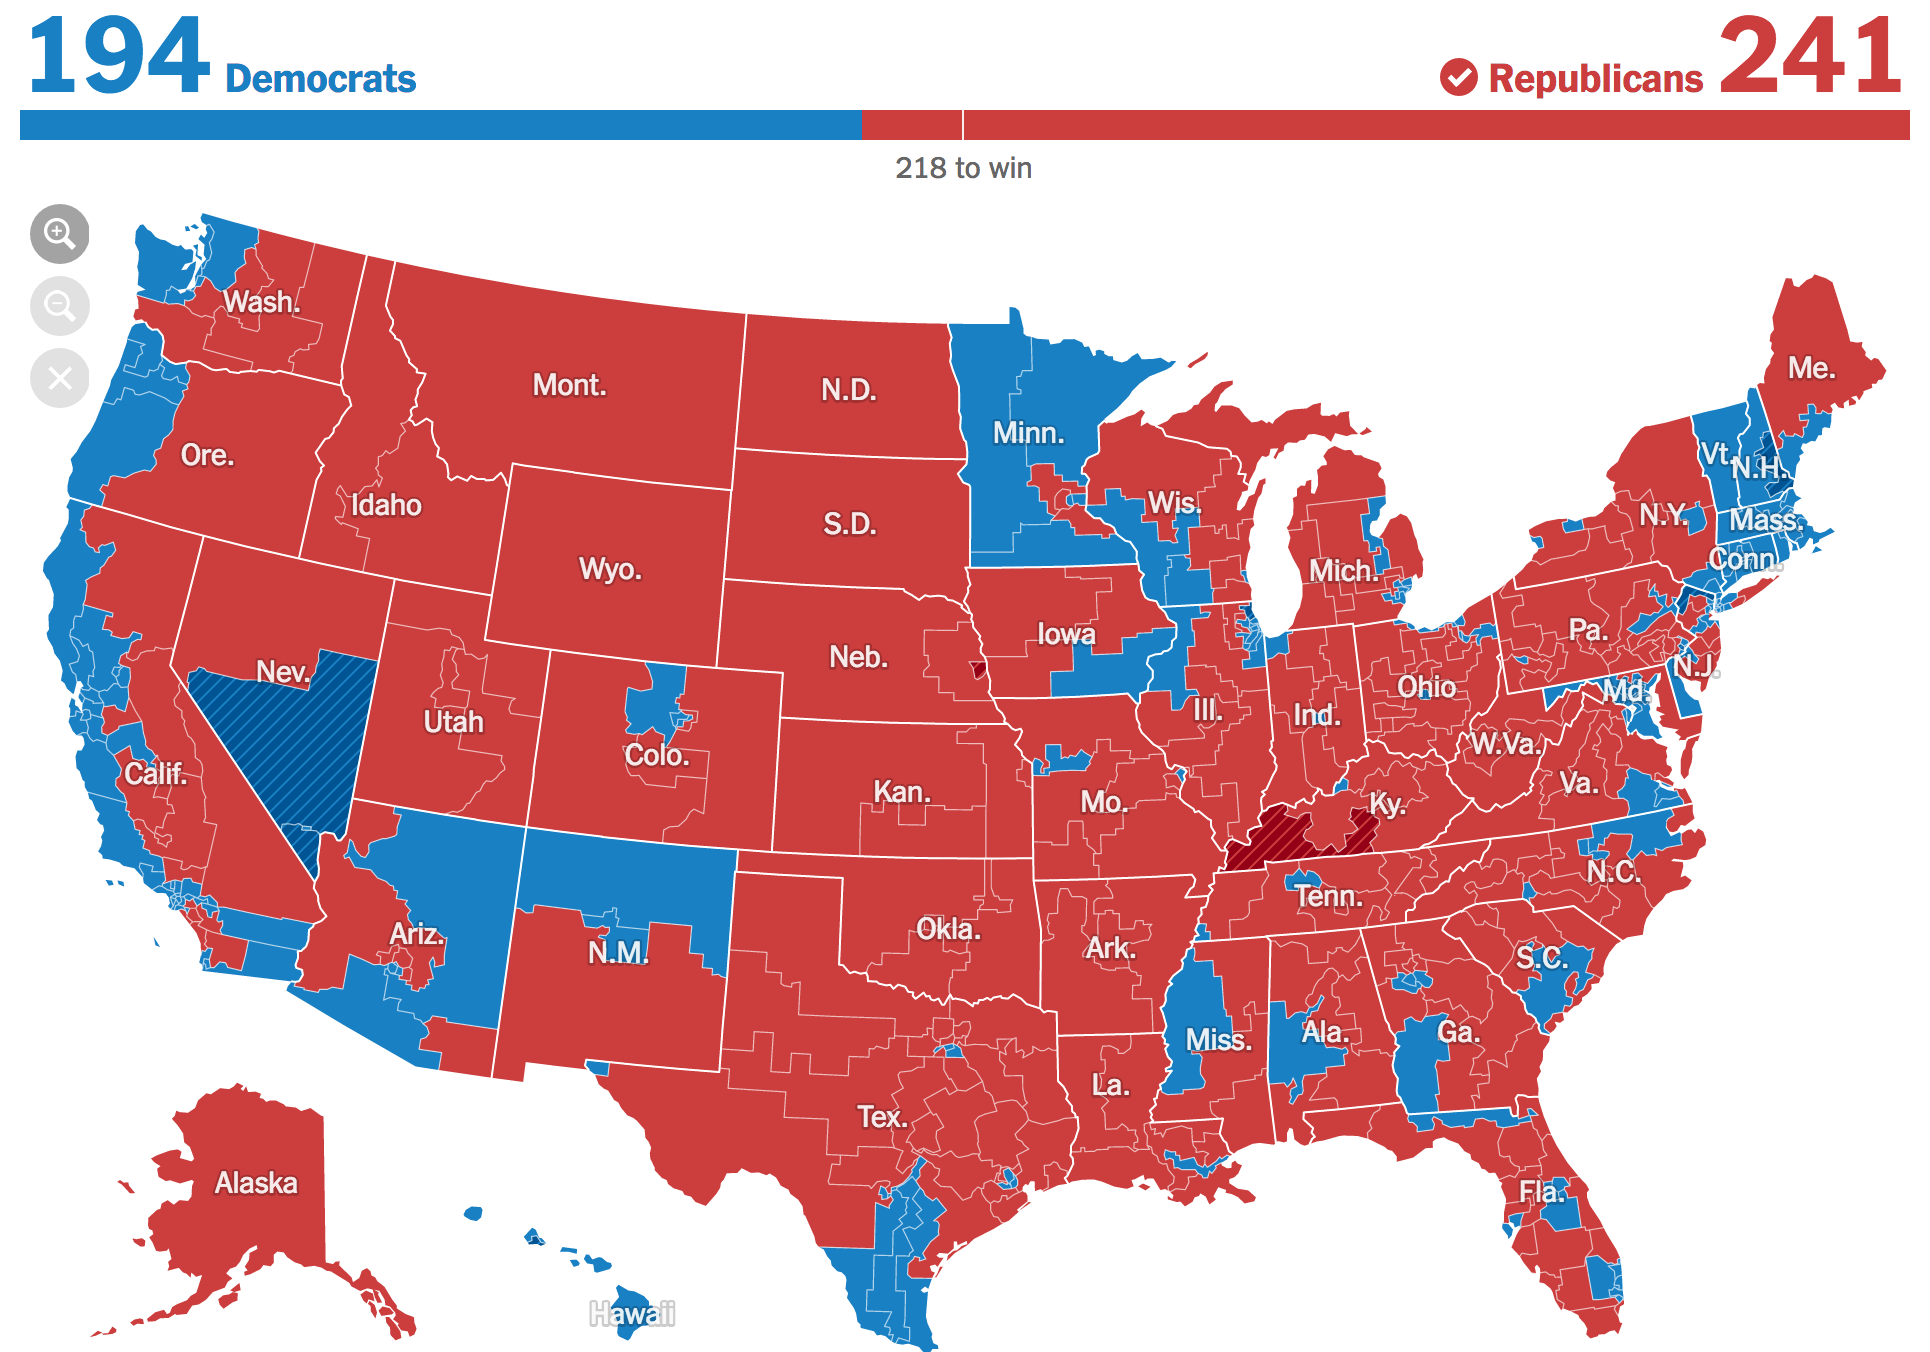 194 Democrats
Republicans 241
218 to win
Wash.
Mont.
N.D.
Minn.
Me.
Ore.
Idaho
S.D.
Wis.
Vt.
N.H.
N.Y.
Mass.
Wyo.
Mich.
Conn.
Iowa
Pa.
Nev.
Neb.
Ohio
N.J.
Md.
Utah
Colo.
Ill.
Ind.
W.Va.
Calif.
Kan.
Mo.
Ky.
Va.
Ariz.
N.M.
Okla.
Ark.
Tenn.
N.C.
S.C.
Miss.
Ala.
Ga.
Tex.
La.
Alaska
Fla.
Hawaii